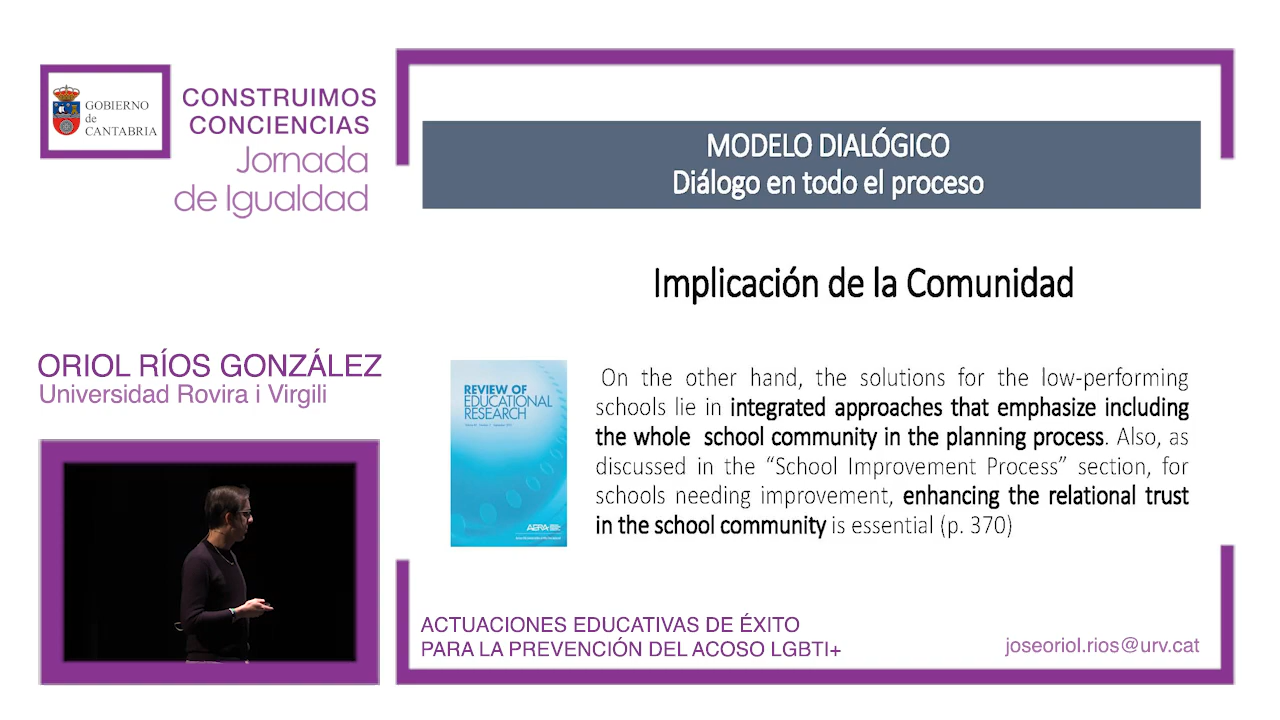 GOBIERNO
de
CANTABRIA
CONSTRUIMOS
CONCIENCIAS
Jornada
de Igualdad
MODELO DIALÓGICO
Diálogo en todo el proceso
Implicación de la Comunidad
ORIOL RÍOS GONZÁLEZ
Universidad Rovira i Virgili
REVIEW OF
EDUCATIONAL
RESEARCH
AERA
On the other hand, the solutions for the low-performing
schools lie in integrated approaches that emphasize including
the whole school community in the planning process. Also, as
discussed in the “School Improvement Process” section, for
schools needing improvement, enhancing the relational trust
in the school community is essential (p. 370)
ACTUACIONES EDUCATIVAS DE ÉXITO
PARA LA PREVENCIÓN DEL ACOSO LGBTI+
joseoriol.rios@urv.cat